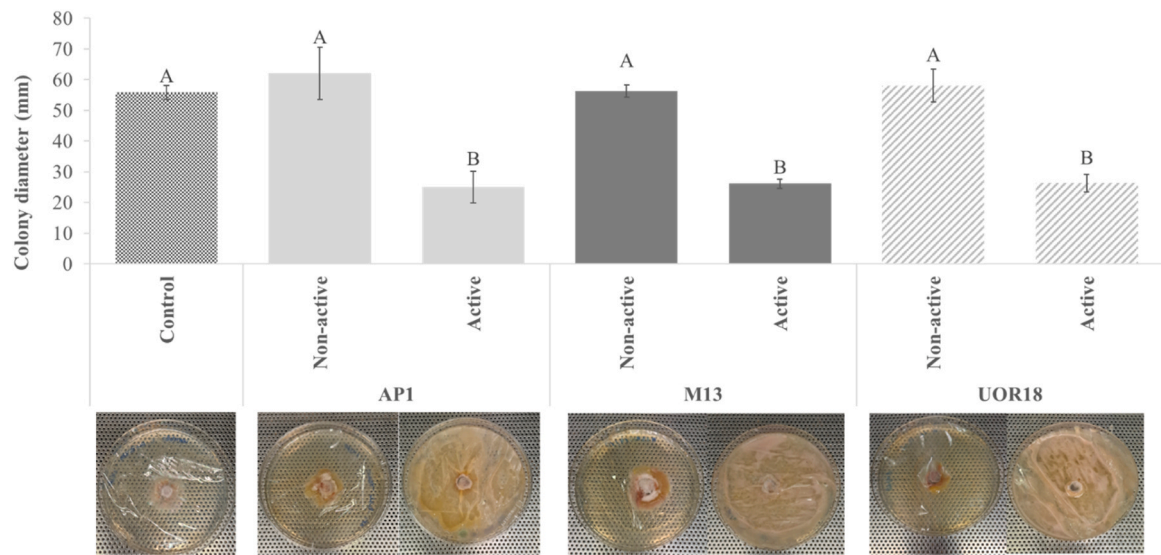 80
70
60
50
40
30
20
10
0
Colony diameter (mm)
A
A
B
A
B
A
B
Control
Non-active
Active
Non-active
Active
Non-active
Active
AP1
M13
UOR18